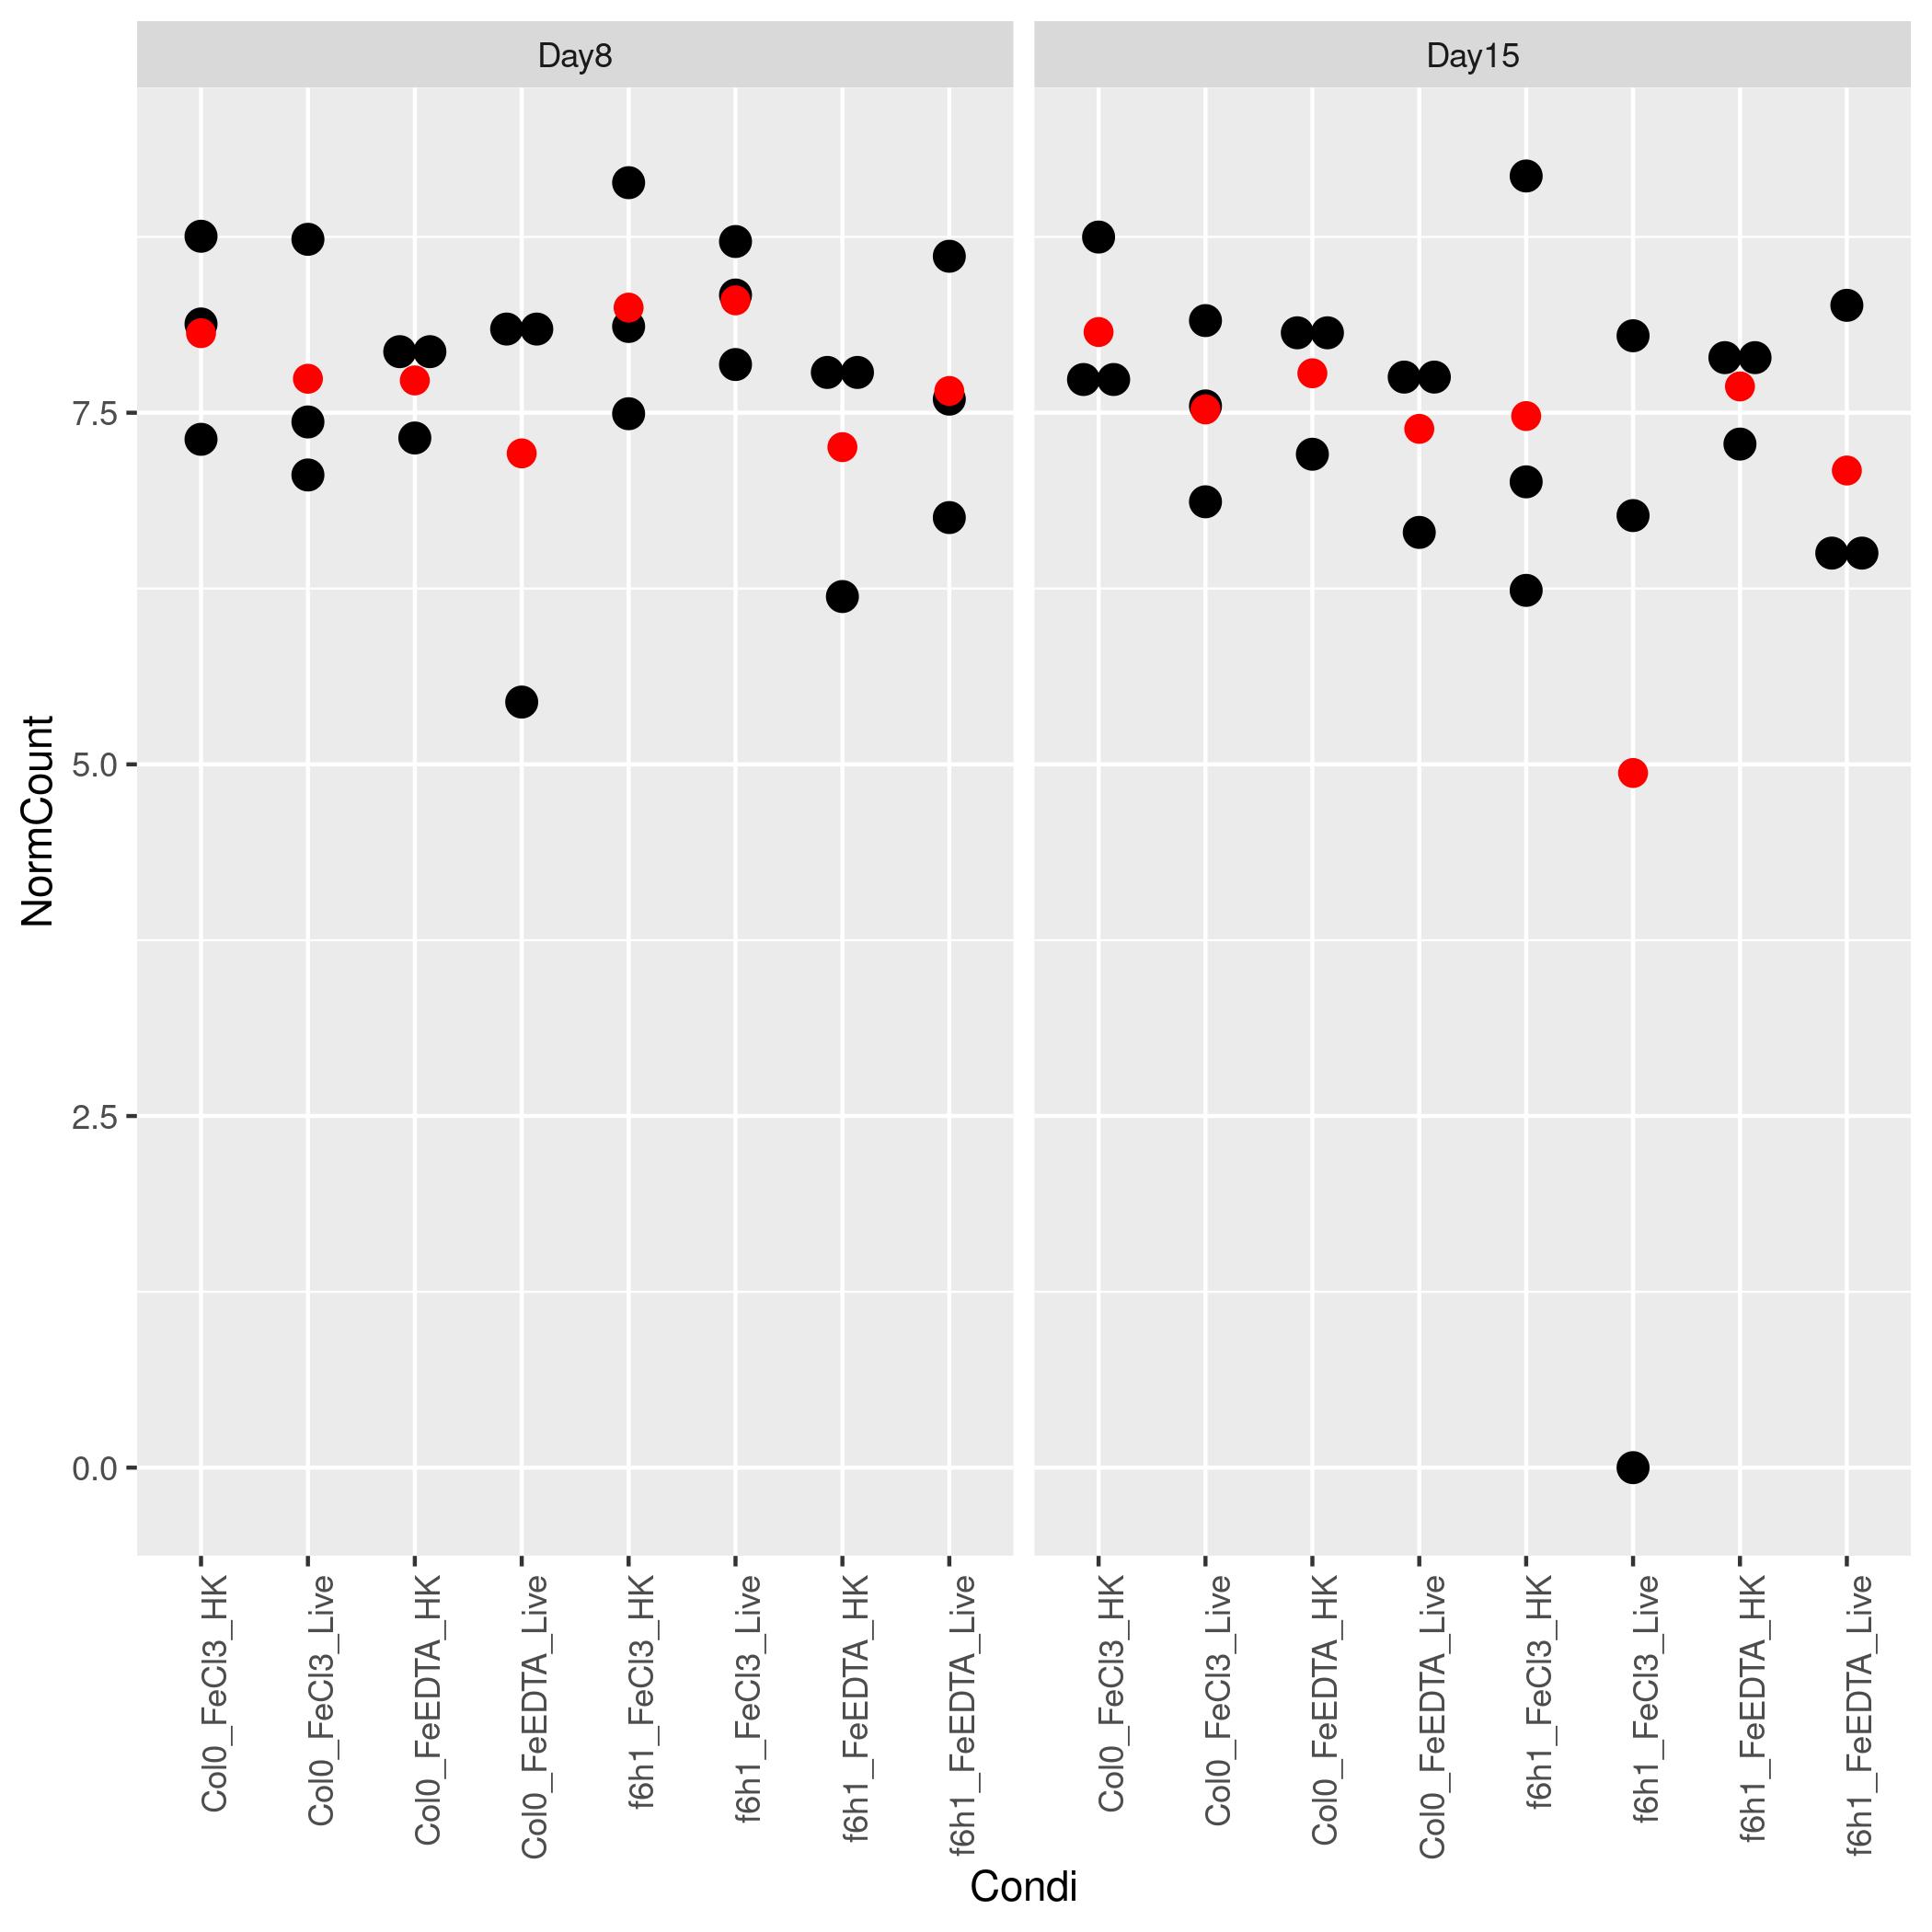 Day8
Day15
NormCount
7.5
5.0
2.5
0.0
Col0_FeCl3_HK
Col0_FeCl3_Live
Col0_FeEDTA_HK
Col0_FeEDTA_Live
f6h1_FeCl3_HK
f6h1_FeCl3_Live
f6h1_FeEDTA_HK
f6h1_FeEDTA_Live
Col0_FeCl3_HK
Col0_FeCl3_Live
Col0_FeEDTA_HK
Col0_FeEDTA_Live
f6h1_FeCl3_HK
f6h1_FeCl3_Live
f6h1_FeEDTA_HK
f6h1_FeEDTA_Live
Condi